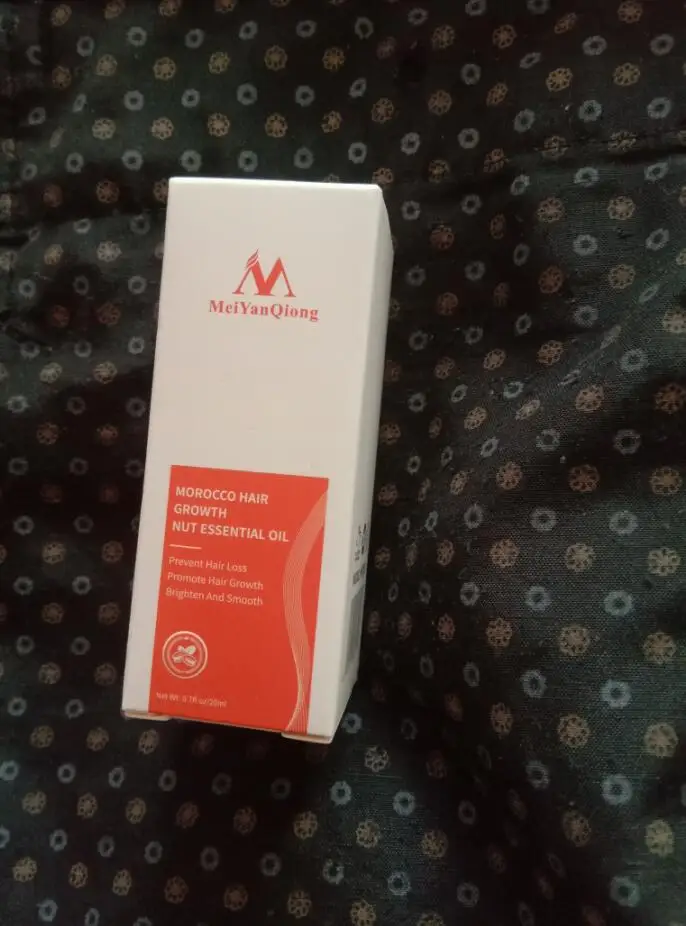 MeiYanQiong
MOROCCO HAIR
GROWTH
NUT ESSENTIAL OIL
Prevent Hair Loss
Promote Hair Growth
Brighten And Smooth